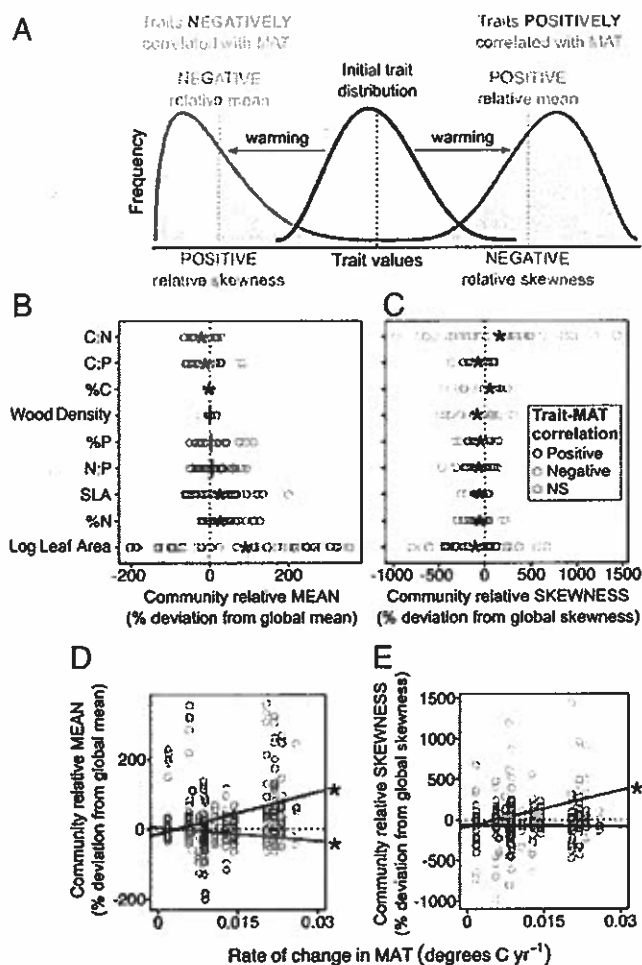 A
Traits NEGATIVELY
correlated with MAT
Traits POSITIVELY
correlated with MAT
NEGATIVE
relative mean
Initial trait
distribution
POSITIVE
relative mean
warming
warming
Frequency
POSITIVE
relative skewness
Trait values
NEGATIVE
relative skewness
B
C
C:N
C:P
%C
Wood Density
%P
N:P
SLA
%N
Log Leaf Area
Trait-MAT
correlation
Positive
Negative
NS
-200 0 200
-1000 -500 0 500 1000 1500
Community relative MEAN
(% deviation from global mean)
Community relative SKEWNESS
(% deviation from global skewness)
D
E
Community relative MEAN
(% deviation from global mean)
200
0
-200
* *
0 0.015 0.03
Community relative SKEWNESS
(% deviation from global skewness)
1500
1000
500
0
-500
-1000
*
0 0.015 0.03
Rate of change in MAT (degrees C yr⁻¹)